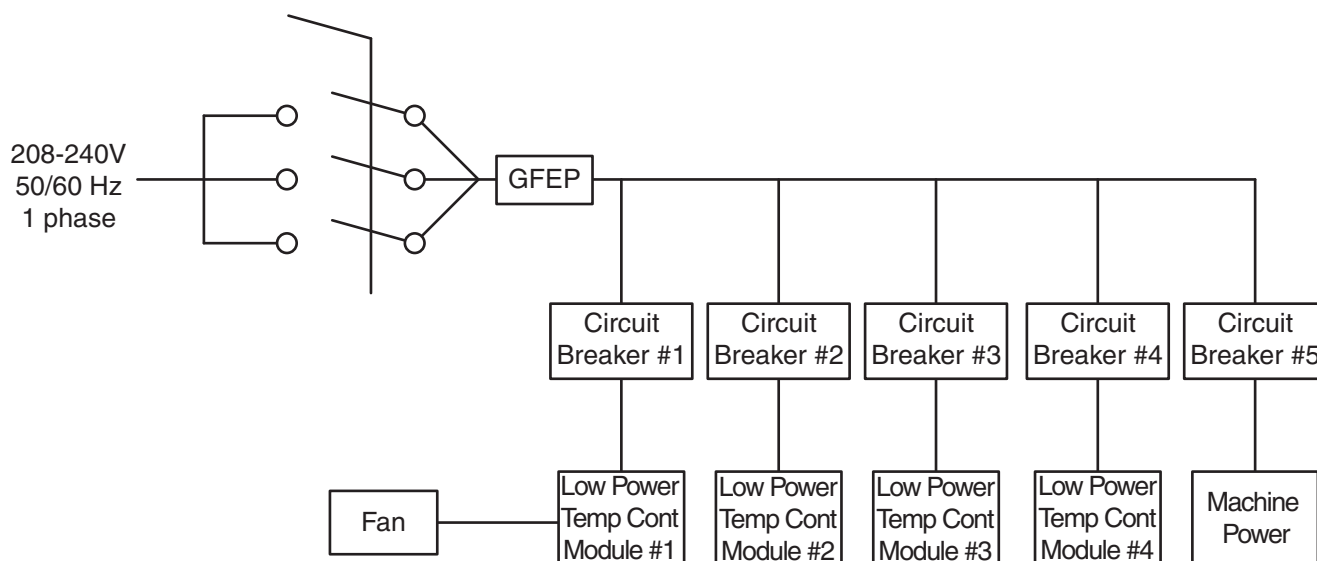 208-240V
50/60 Hz
1 phase
GFEP
Circuit
Breaker #1
Circuit
Breaker #2
Circuit
Breaker #3
Circuit
Breaker #4
Circuit
Breaker #5
Fan
Low Power
Temp Cont
Module #1
Low Power
Temp Cont
Module #2
Low Power
Temp Cont
Module #3
Low Power
Temp Cont
Module #4
Machine
Power